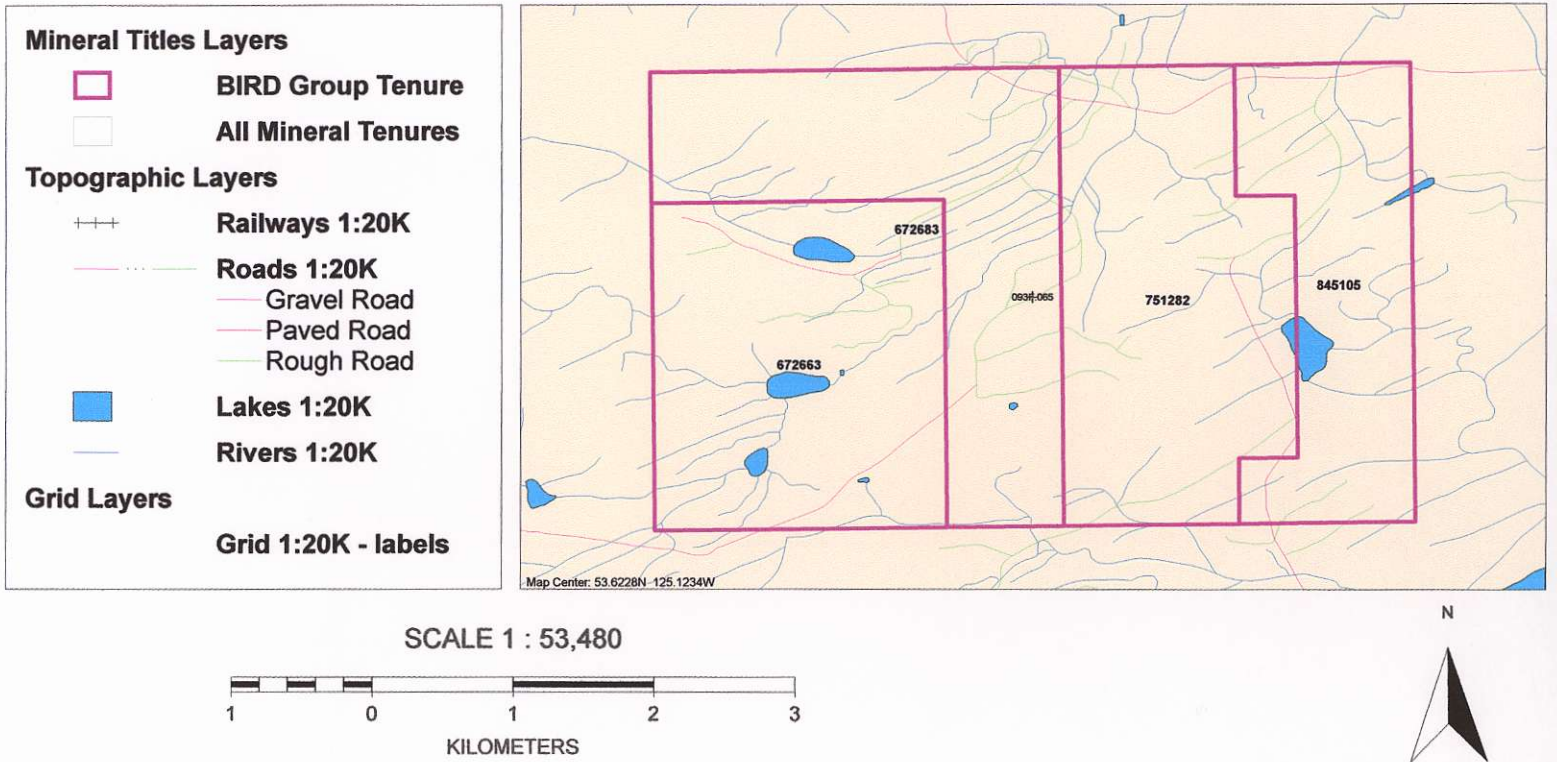 Mineral Titles Layers
BIRD Group Tenure
All Mineral Tenures
Topographic Layers
Railways 1:20K
Roads 1:20K
Gravel Road
Paved Road
Rough Road
Lakes 1:20K
Rivers 1:20K
Grid Layers
Grid 1:20K - labels
672683
093F.065
751282
845105
672663
Map Center: 53.6228N 125.1234W
SCALE 1 : 53,480
1 0 1 2 3
KILOMETERS
N